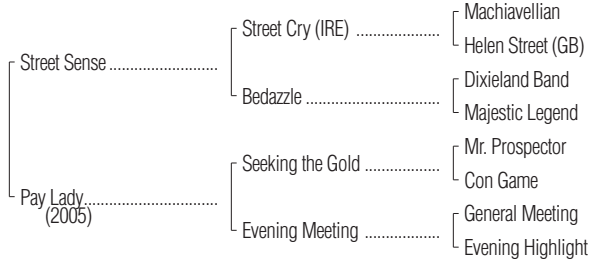 Machiavellian
Street Cry (IRE) ..................
Helen Street (GB)
Street Sense ..........................
Dixieland Band
Bedazzle ................................
Majestic Legend
Mr. Prospector
Seeking the Gold ..................
Con Game
Pay Lady................................
(2005)
General Meeting
Evening Meeting ..................
Evening Highlight